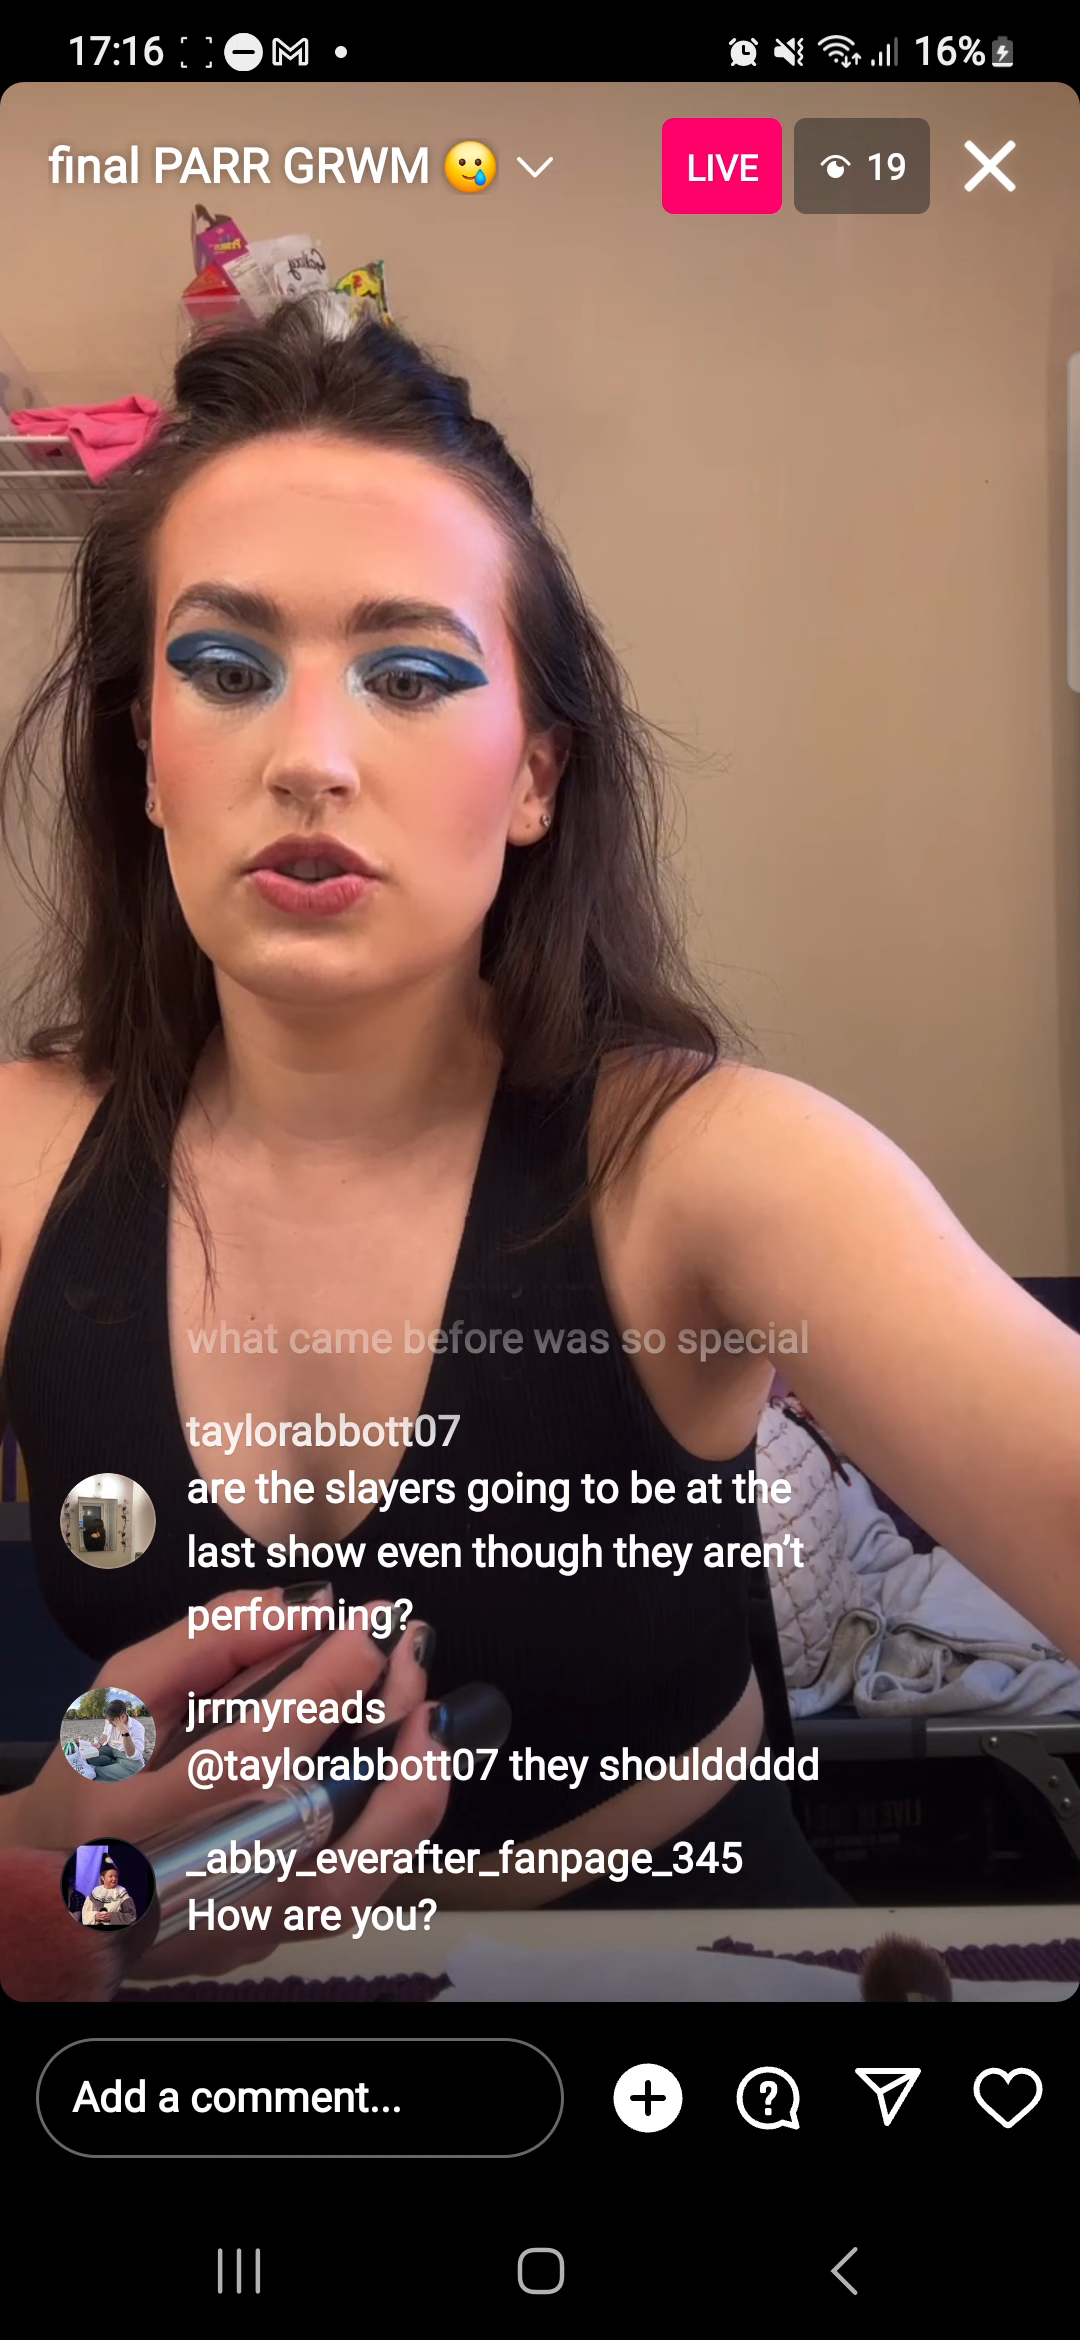 17:16
16%
final PARR GRWM 🥲
LIVE
19
what came before was so special
taylorabbott07
are the slayers going to be at the
last show even though they aren't
performing?
jrrmyreads
@taylorabbott07 they shoulddddd
_abby_everafter_fanpage_345
How are you?
Add a comment...